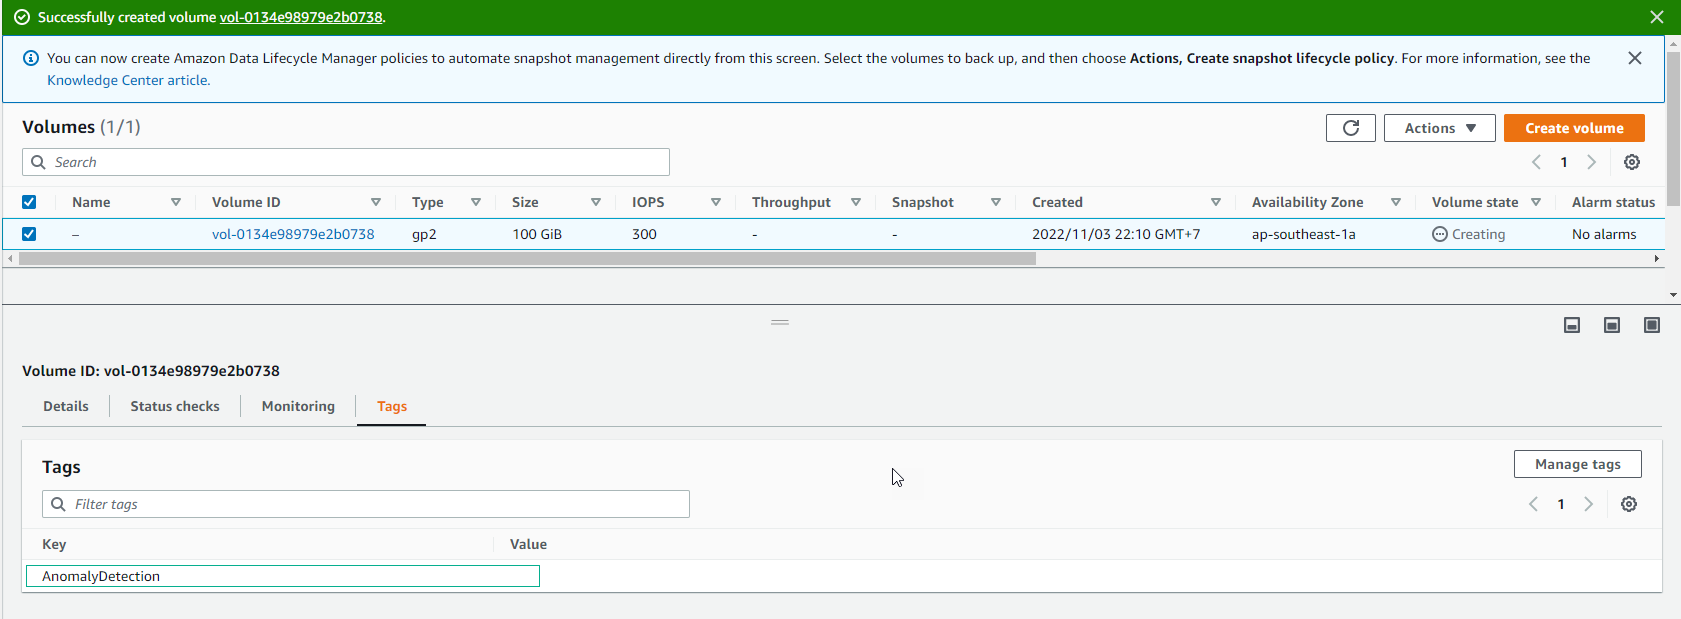 Successfully created volume vol-0134e98979e2b0738.
You can now create Amazon Data Lifecycle Manager policies to automate snapshot management directly from this screen. Select the volumes to back up, and then choose Actions, Create snapshot lifecycle policy. For more information, see the
Knowledge Center article.
Volumes (1/1)
Actions
Create volume
Search
1
Name Volume ID Type Size IOPS Throughput Snapshot Created Availability Zone Volume state Alarm status
– vol-0134e98979e2b0738 gp2 100 GiB 300 - - 2022/11/03 22:10 GMT+7 ap-southeast-1a Creating No alarms
Volume ID: vol-0134e98979e2b0738
Details Status checks Monitoring Tags
Tags
Manage tags
Filter tags
1
Key Value
AnomalyDetection